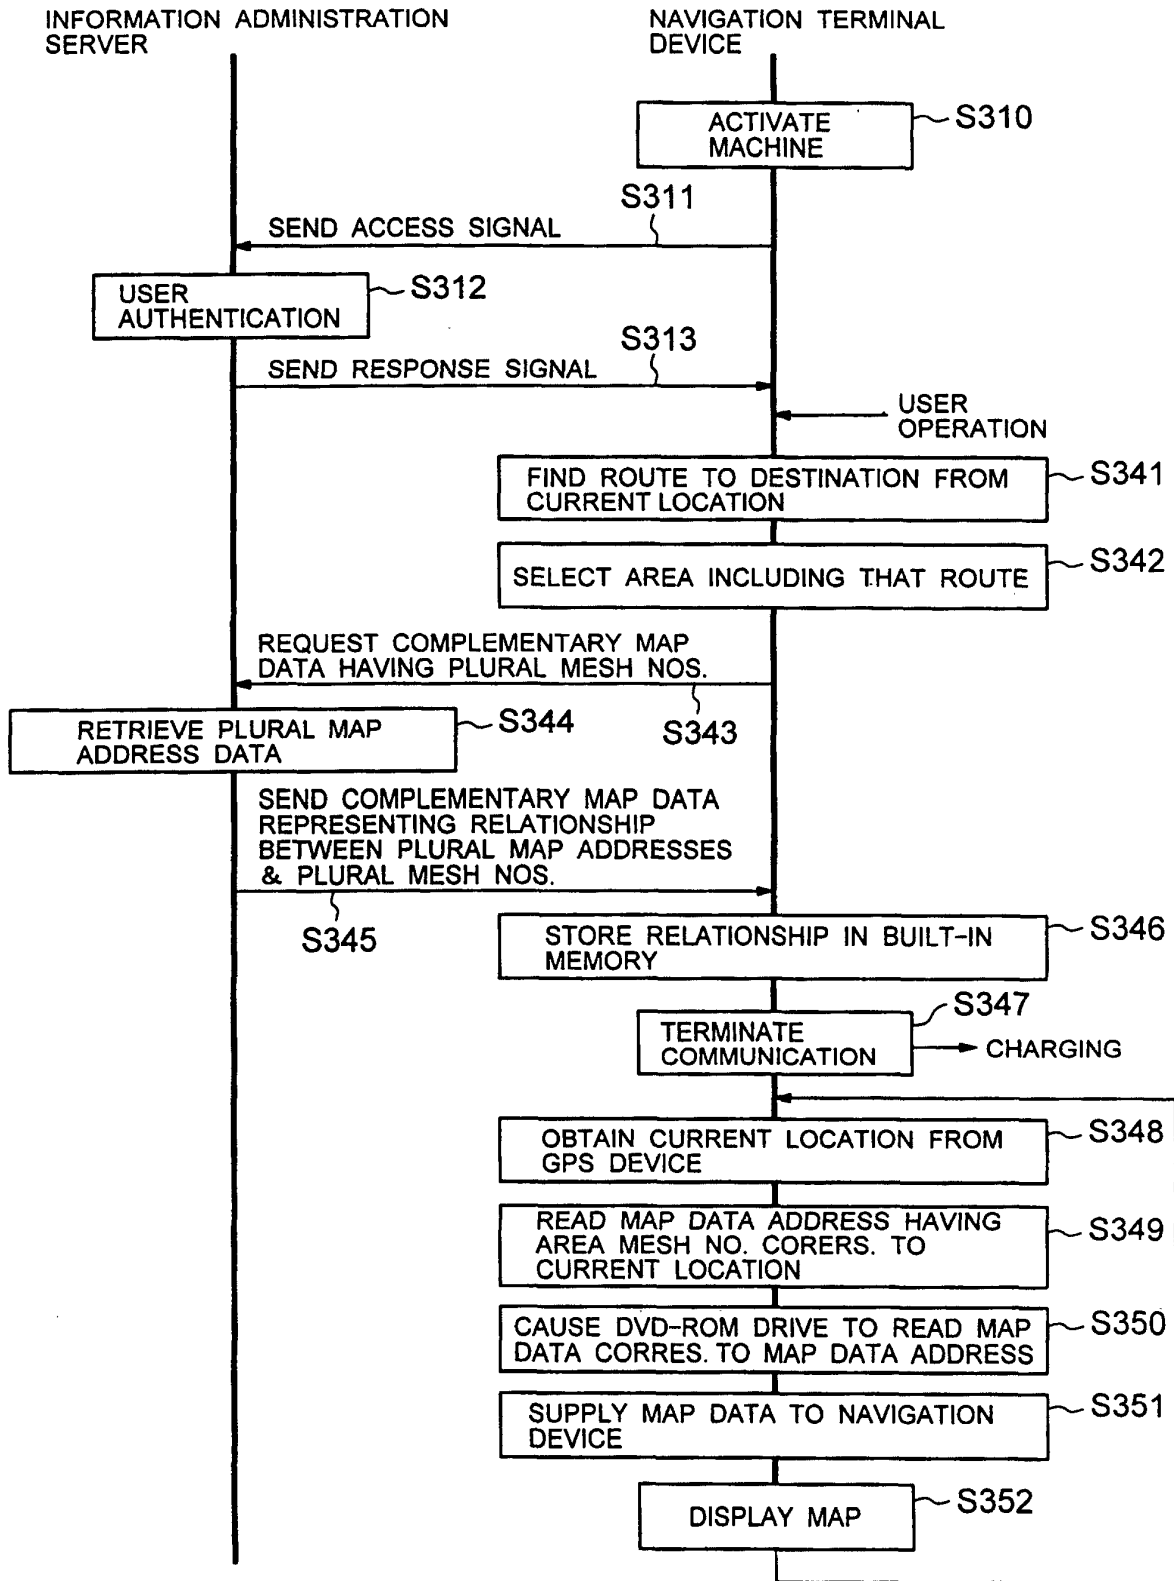 INFORMATION ADMINISTRATION
SERVER
NAVIGATION TERMINAL
DEVICE
ACTIVATE
MACHINE
S310
S311
SEND ACCESS SIGNAL
USER
AUTHENTICATION
S312
S313
SEND RESPONSE SIGNAL
USER
OPERATION
FIND ROUTE TO DESTINATION FROM
CURRENT LOCATION
S341
SELECT AREA INCLUDING THAT ROUTE
S342
REQUEST COMPLEMENTARY MAP
DATA HAVING PLURAL MESH NOS.
S343
RETRIEVE PLURAL MAP
ADDRESS DATA
S344
SEND COMPLEMENTARY MAP DATA
REPRESENTING RELATIONSHIP
BETWEEN PLURAL MAP ADDRESSES
& PLURAL MESH NOS.
S345
STORE RELATIONSHIP IN BUILT-IN
MEMORY
S346
TERMINATE
COMMUNICATION
S347
CHARGING
OBTAIN CURRENT LOCATION FROM
GPS DEVICE
S348
READ MAP DATA ADDRESS HAVING
AREA MESH NO. CORERS. TO
CURRENT LOCATION
S349
CAUSE DVD-ROM DRIVE TO READ MAP
DATA CORRES. TO MAP DATA ADDRESS
S350
SUPPLY MAP DATA TO NAVIGATION
DEVICE
S351
DISPLAY MAP
S352